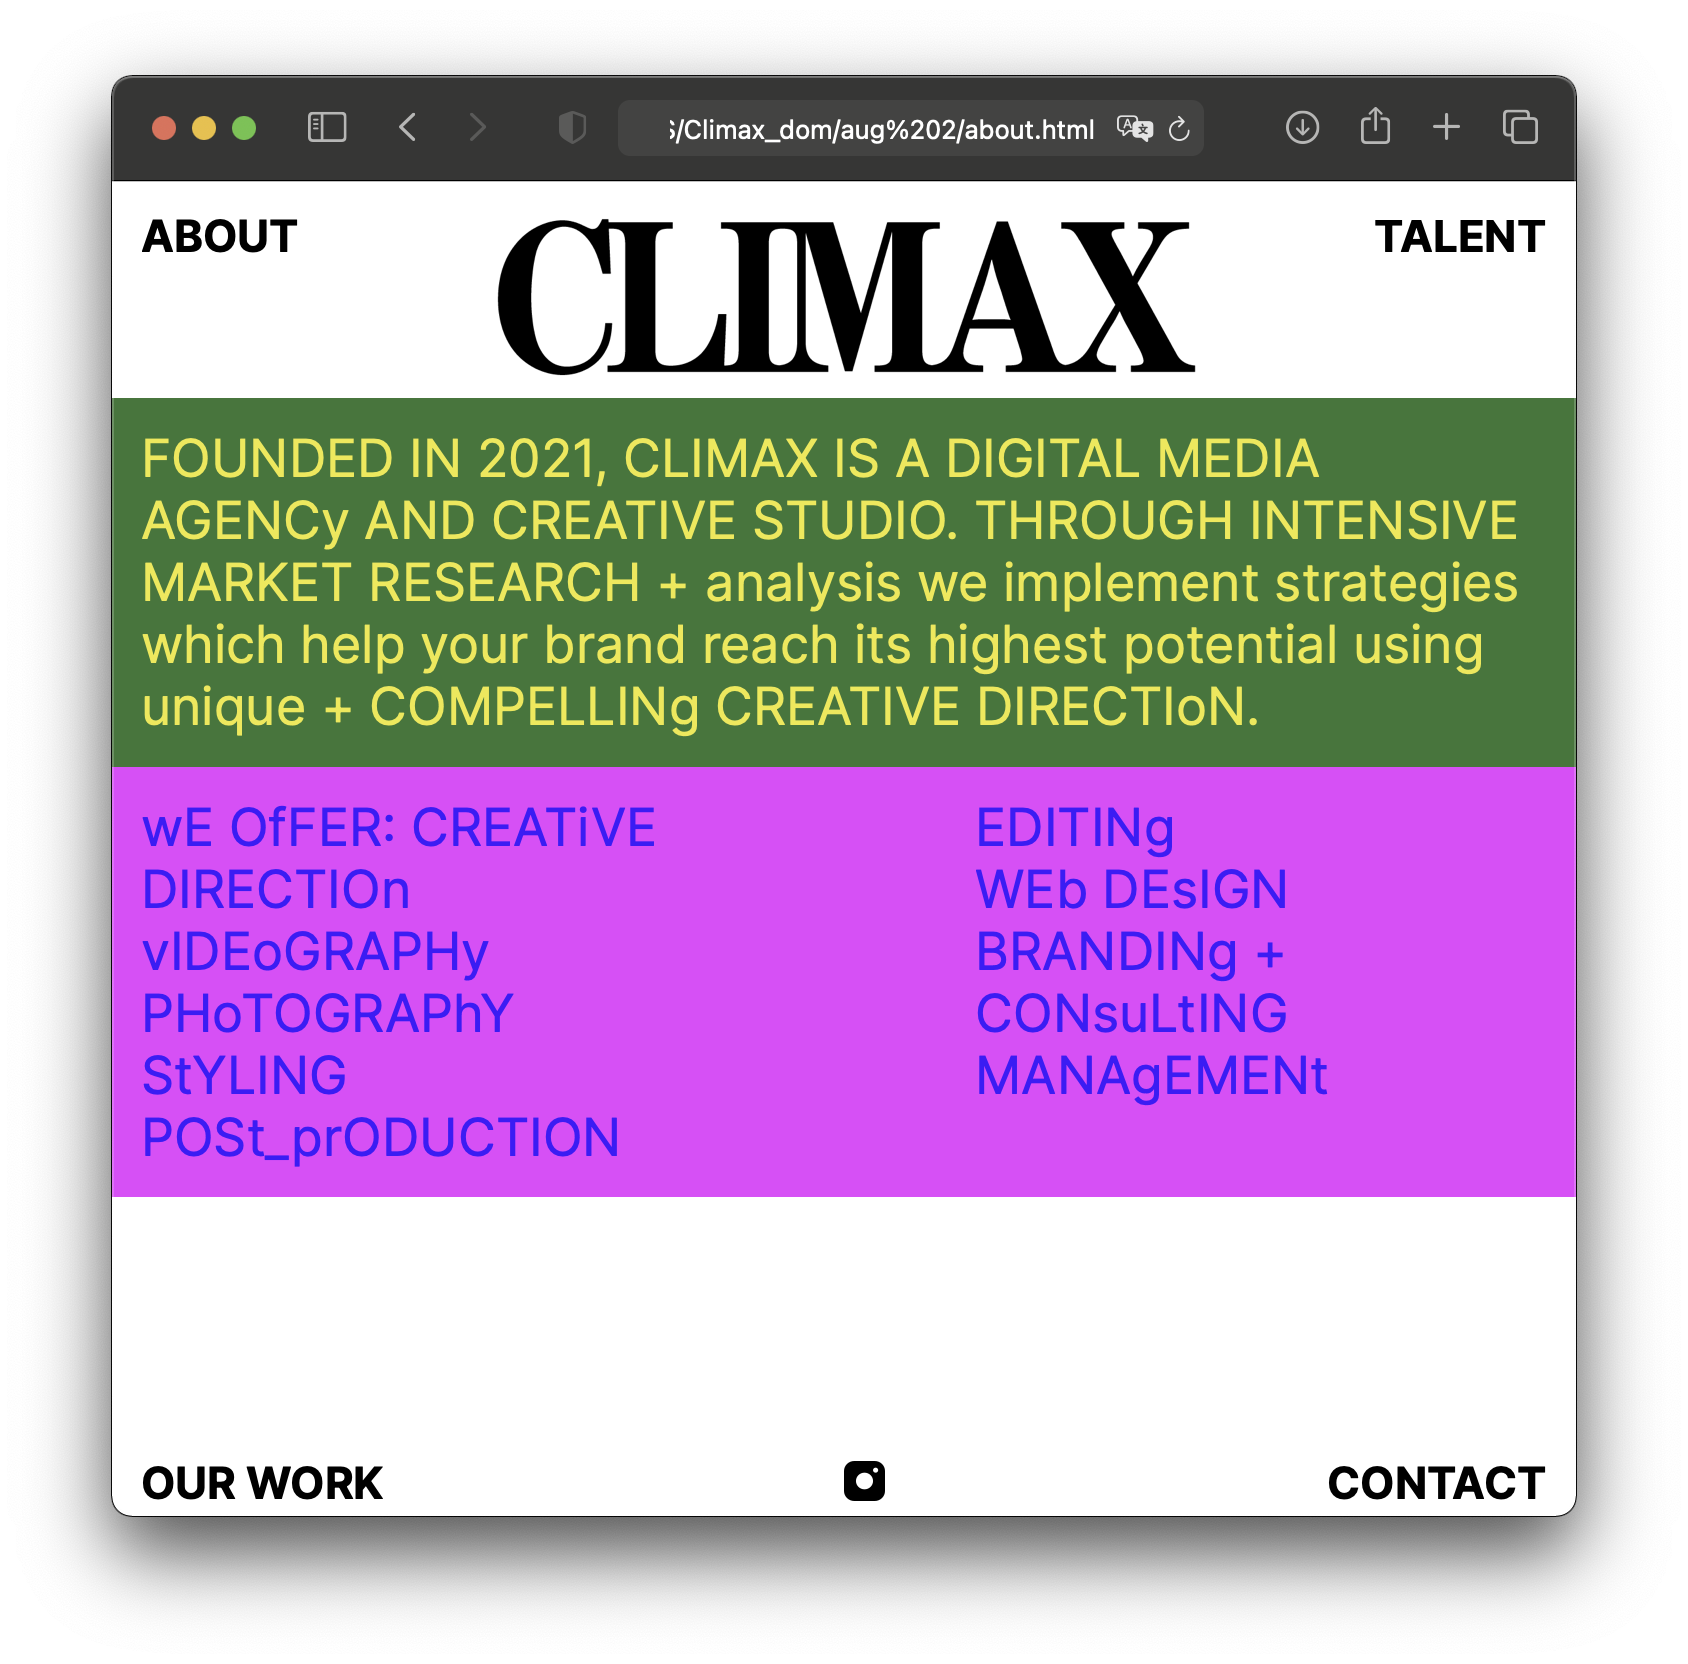 /Climax_dom/aug%202/about.html
ABOUT
CLIMAX
TALENT
FOUNDED IN 2021, CLIMAX IS A DIGITAL MEDIA
AGENCy AND CREATIVE STUDIO. THROUGH INTENSIVE
MARKET RESEARCH + analysis we implement strategies
which help your brand reach its highest potential using
unique + COMPELLINg CREATIVE DIRECTIoN.
wE OfFER: CREATiVE
DIRECTIOn
vIDEoGRAPHy
PHoTOGRAPhY
StYLING
POSt_prODUCTION
EDITINg
WEb DEsIGN
BRANDINg +
CONsuLtING
MANAgEMENt
OUR WORK
CONTACT